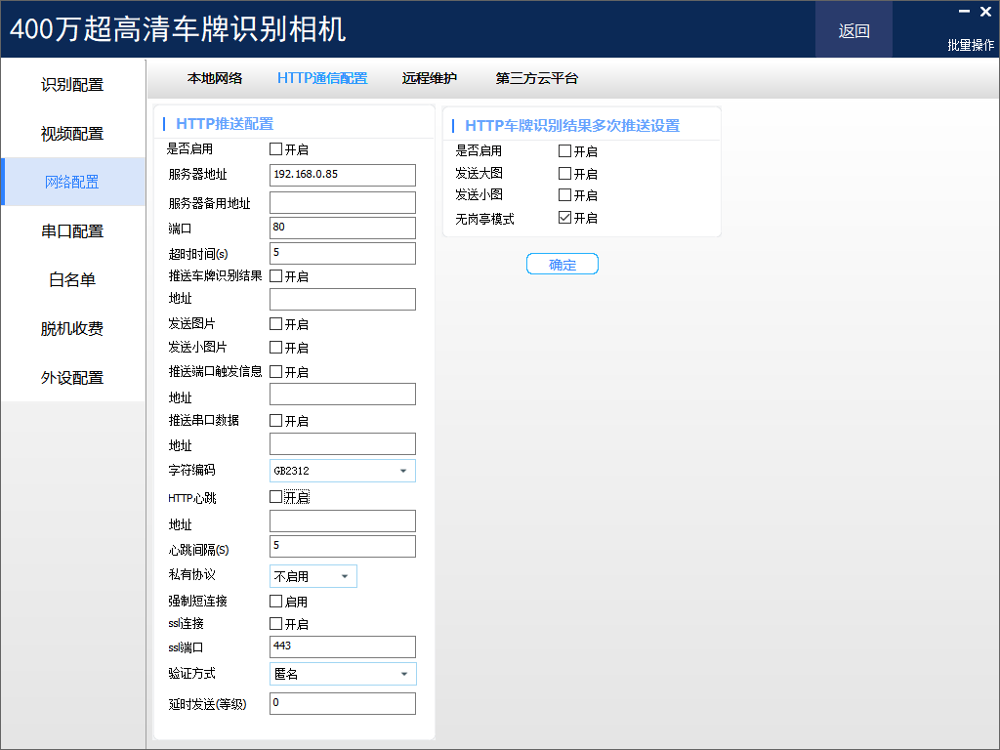 400万超高清车牌识别相机
返回
批量操作
识别配置
视频配置
网络配置
串口配置
白名单
脱机收费
外设配置
本地网络 HTTP通信配置 远程维护 第三方云平台
HTTP推送配置
是否启用 开启
服务器地址 192.168.0.85
服务器备用地址
端口 80
超时时间(s) 5
推送车牌识别结果 开启
地址
发送图片 开启
发送小图片 开启
推送端口触发信息 开启
地址
推送串口数据 开启
地址
字符编码 GB2312
HTTP心跳 开启
地址
心跳间隔(S) 5
私有协议 不启用
强制短连接 启用
ssl连接 开启
ssl端口 443
验证方式 匿名
延时发送(等级) 0
HTTP车牌识别结果多次推送设置
是否启用 开启
发送大图 开启
发送小图 开启
无岗亭模式 开启
确定